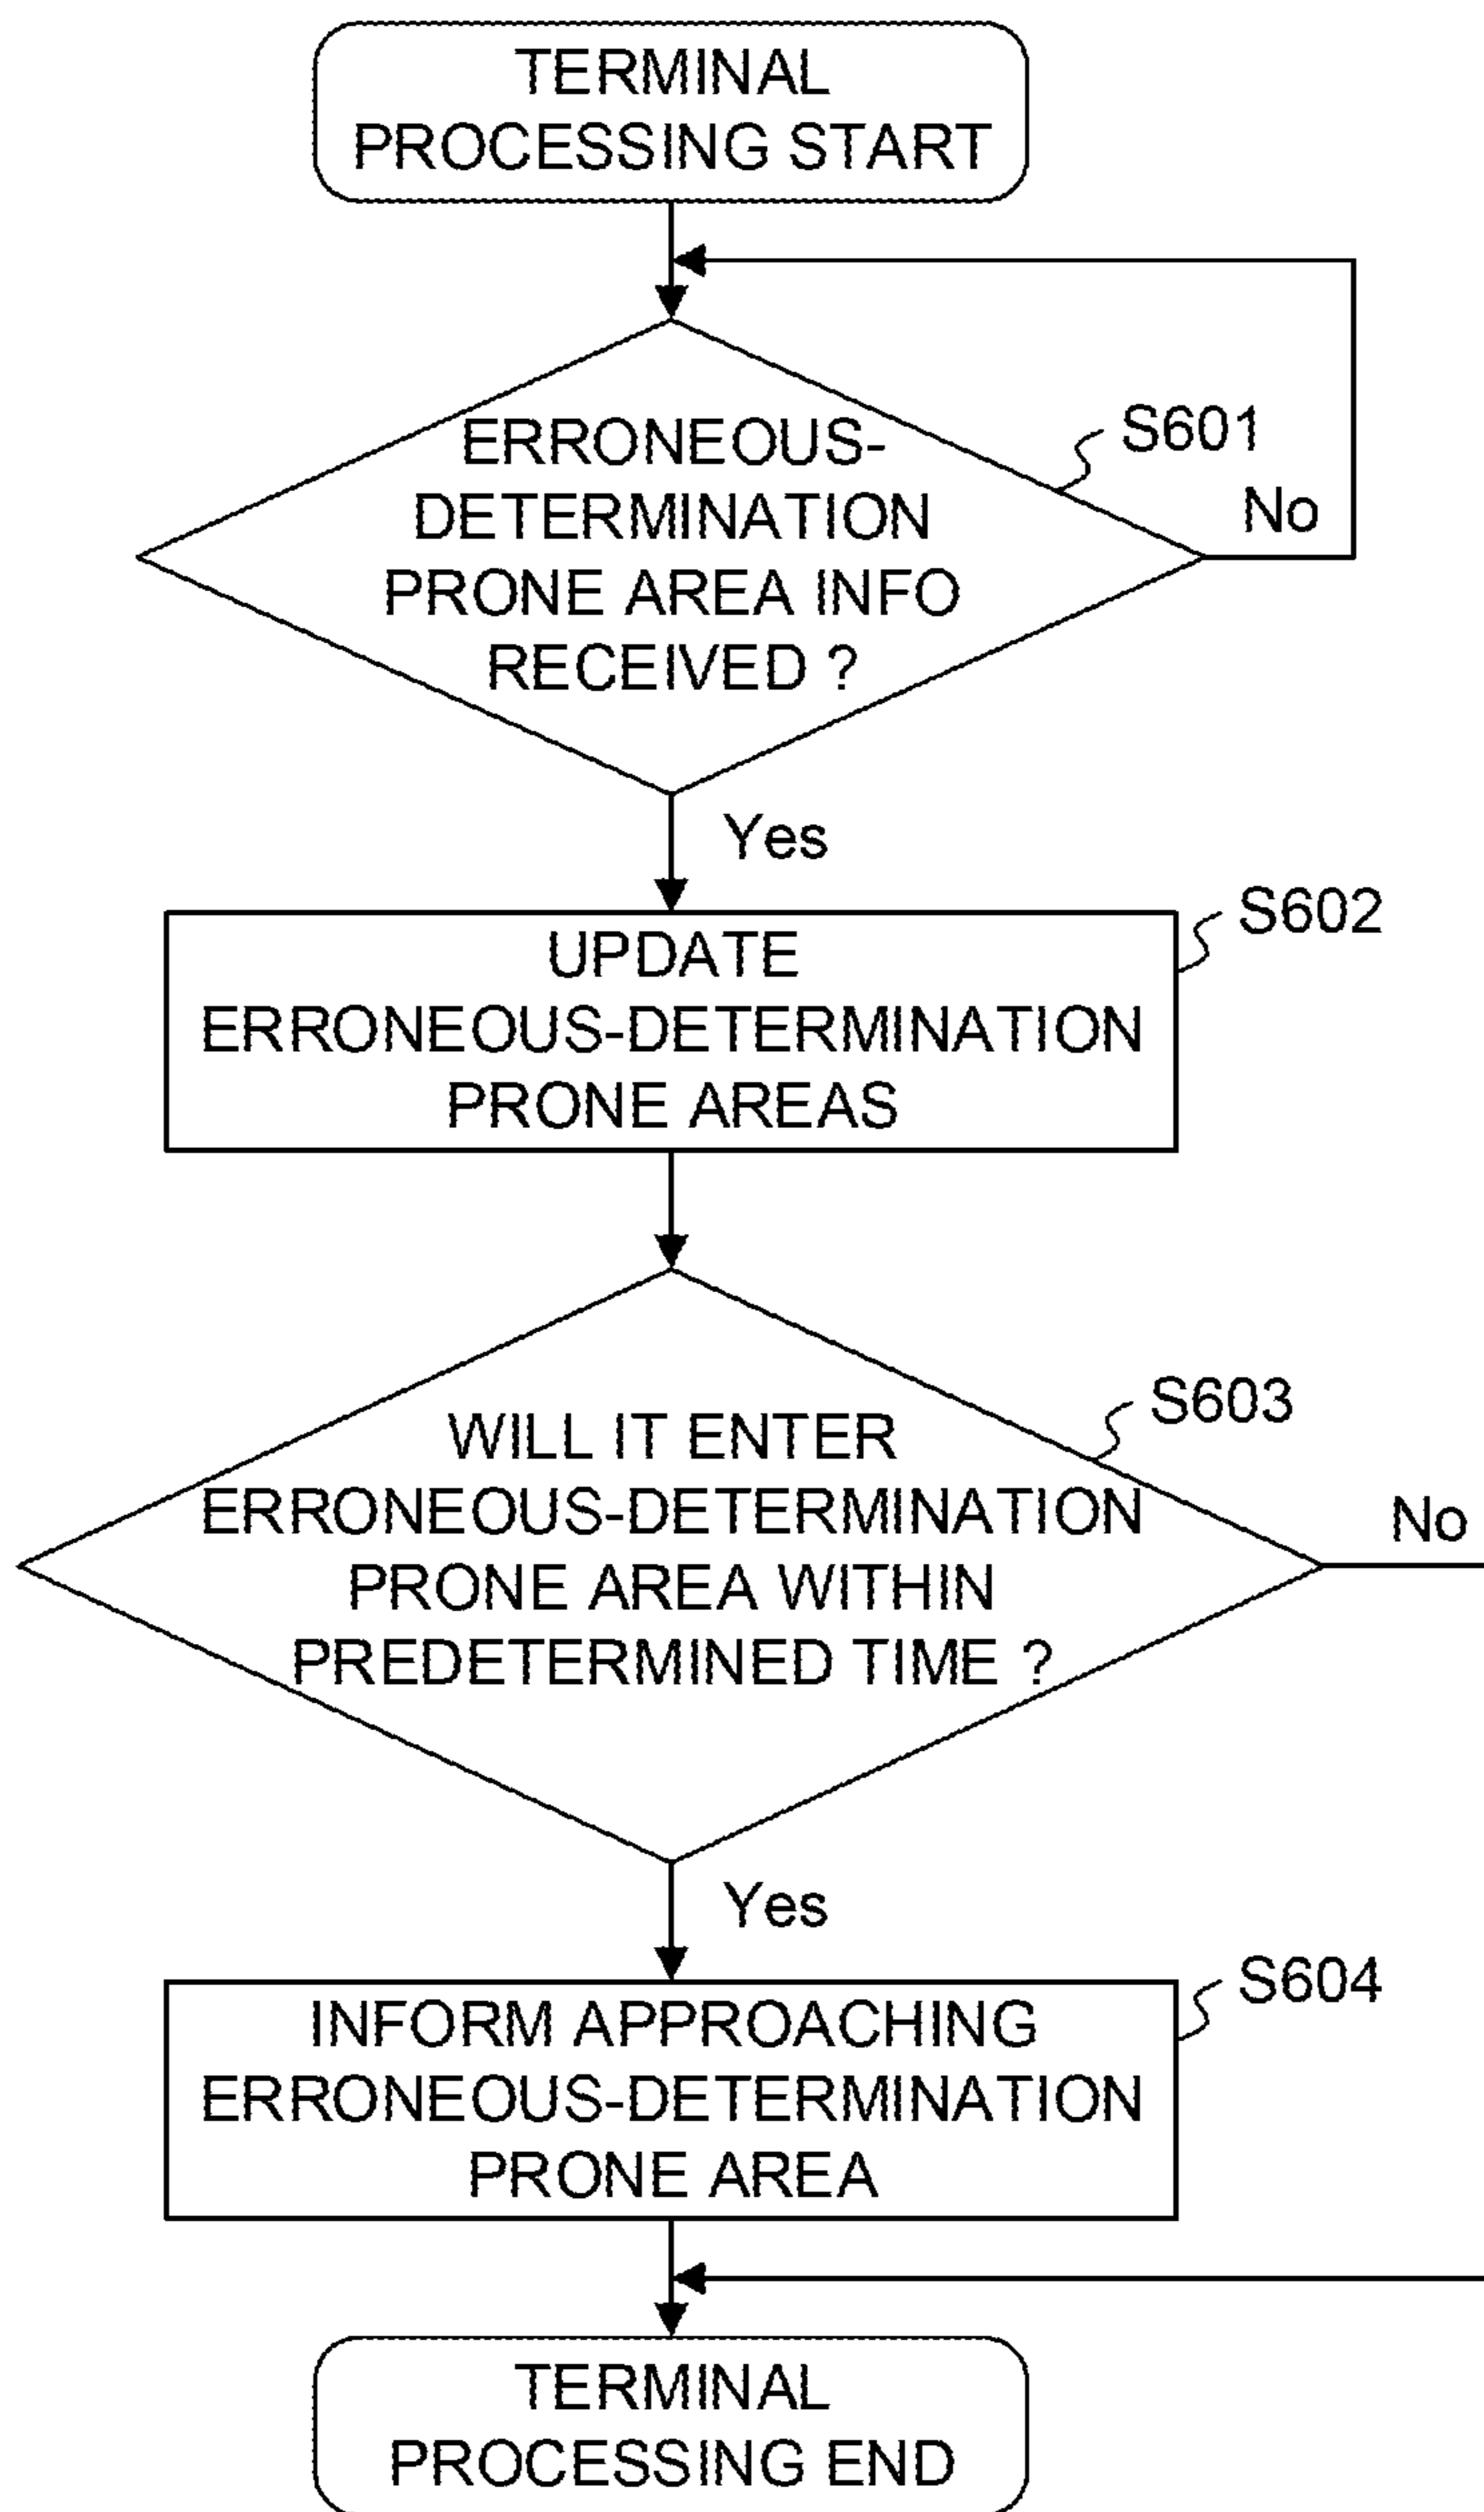 TERMINAL
PROCESSING START
ERRONEOUS-
DETERMINATION
PRONE AREA INFO
RECEIVED ?
S601
No
Yes
UPDATE
ERRONEOUS-DETERMINATION
PRONE AREAS
S602
WILL IT ENTER
ERRONEOUS-DETERMINATION
PRONE AREA WITHIN
PREDETERMINED TIME ?
S603
No
Yes
INFORM APPROACHING
ERRONEOUS-DETERMINATION
PRONE AREA
S604
TERMINAL
PROCESSING END